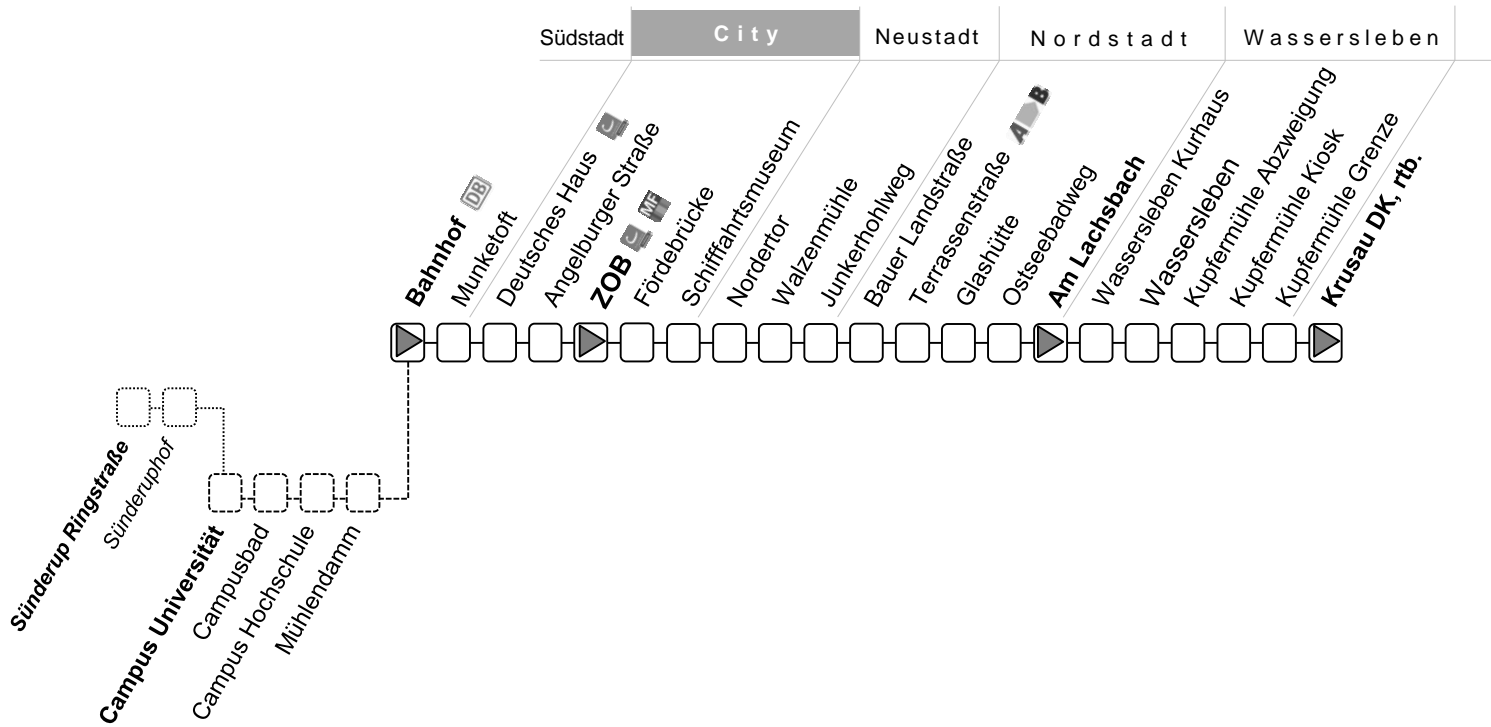 Südstadt
City
Neustadt
Nordstadt
Wassersleben
Bahnhof DB
Munketoft
Deutsches Haus
Angelburger Straße
ZOB MF
Fördebrücke
Schifffahrtsmuseum
Nordertor
Walzenmühle
Junkerhohlweg
Bauer Landstraße
Terrassenstraße A B
Glashütte
Ostseebadweg
Am Lachsbach
Wassersleben Kurhaus
Wassersleben
Kupfermühle Abzweigung
Kupfermühle Kiosk
Kupfermühle Grenze
Krusau DK, rtb.
Sünderup Ringstraße
Sünderuphof
Campus Universität
Campusbad
Campus Hochschule
Mühlendamm